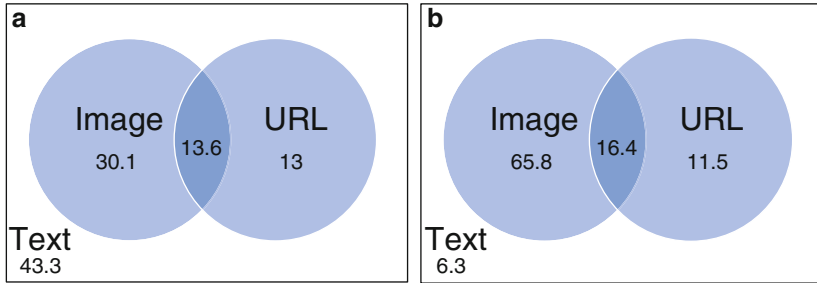 a
Image
URL
30.1
13.6
13
Text
43.3
b
Image
URL
65.8
16.4
11.5
Text
6.3